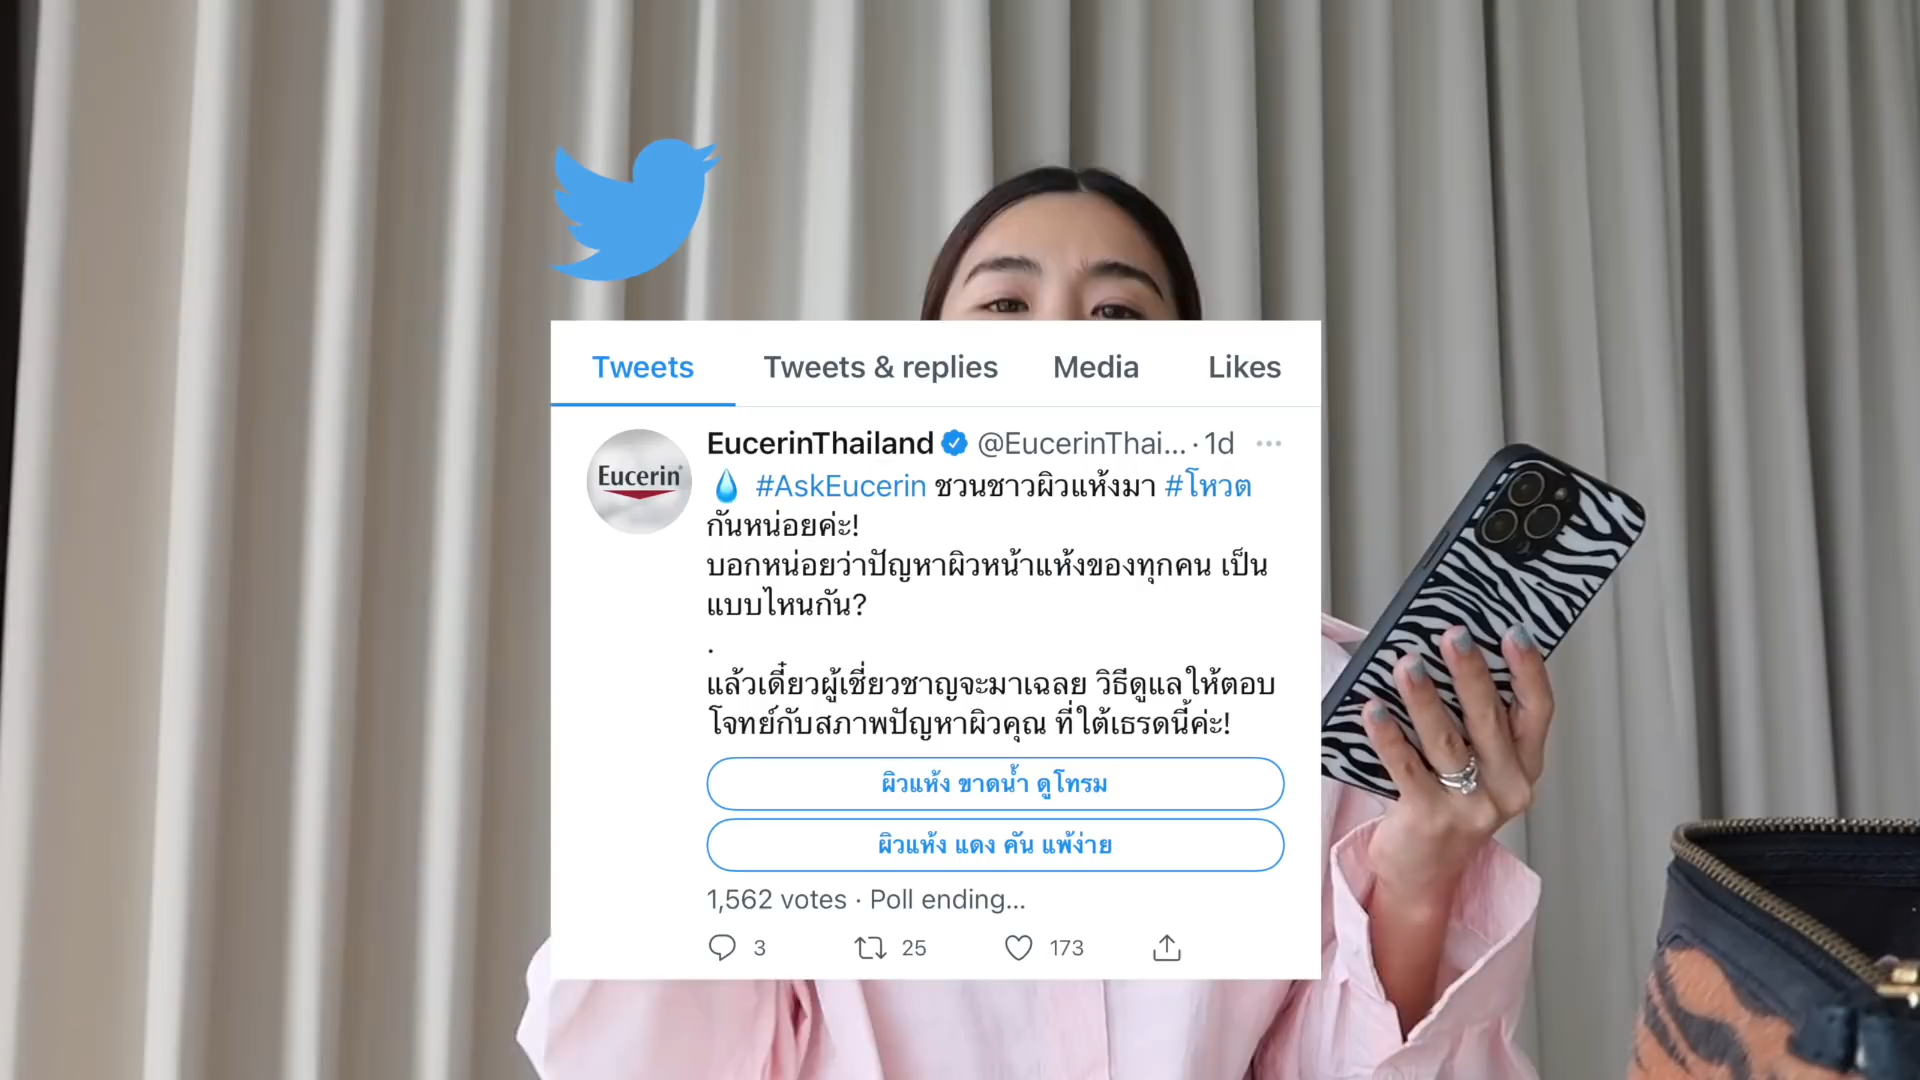 Tweets Tweets & replies Media Likes
EucerinThailand @EucerinThai... · 1d
Eucerin
💧 #AskEucerin ชวนชาวผิวแห้งมา #โหวต
กันหน่อยค่ะ!
บอกหน่อยว่าปัญหาผิวหน้าแห้งของทุกคน เป็น
แบบไหนกัน?
.
แล้วเดี๋ยวผู้เชี่ยวชาญจะมาเฉลย วิธีดูแลให้ตอบ
โจทย์กับสภาพปัญหาผิวคุณ ที่ใต้เธรดนี้ค่ะ!
ผิวแห้ง ขาดน้ำ ดูโทรม
ผิวแห้ง แดง คัน แพ้ง่าย
1,562 votes · Poll ending...
3 25 173